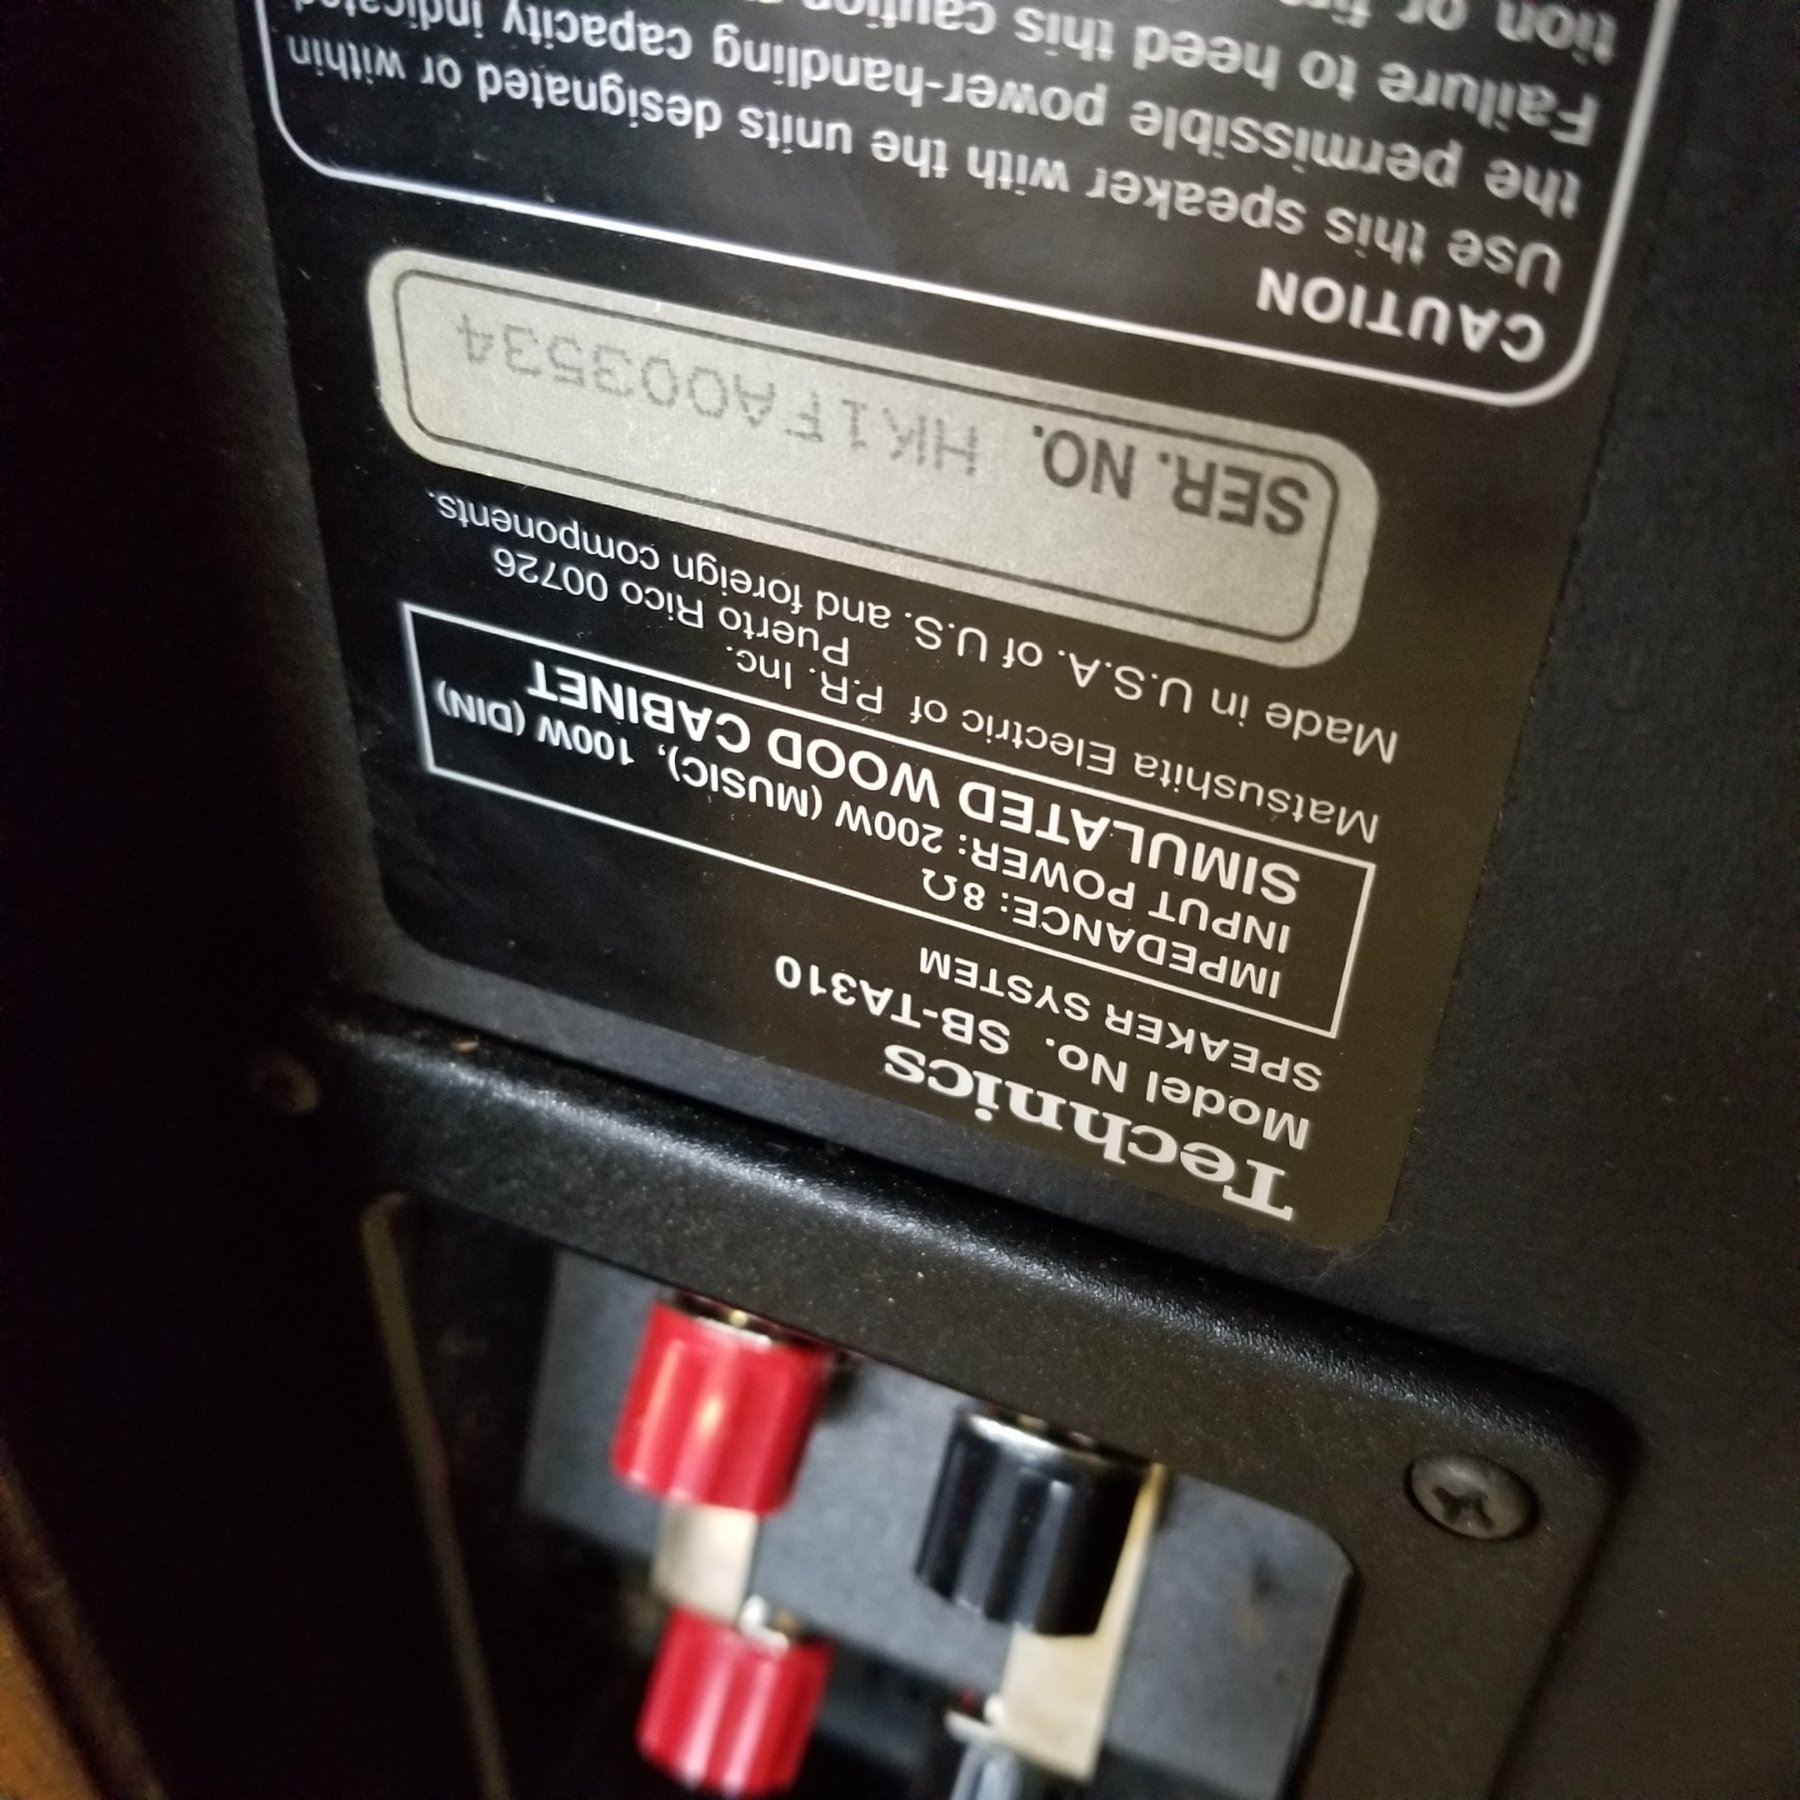 Technics
Model No. SB-TA310
SPEAKER SYSTEM
IMPEDANCE: 8Ω
INPUT POWER: 200W (MUSIC), 100W (DIN)
SIMULATED WOOD CABINET
Matsushita Electric of P.R. Inc.
Puerto Rico 00726
Made in U.S.A. of U.S. and foreign components.
SER. NO. HK1FA003534
CAUTION
Use this speaker with the units designated or within
the permissible power-handling capacity indicated
Failure to heed this caution
tion or